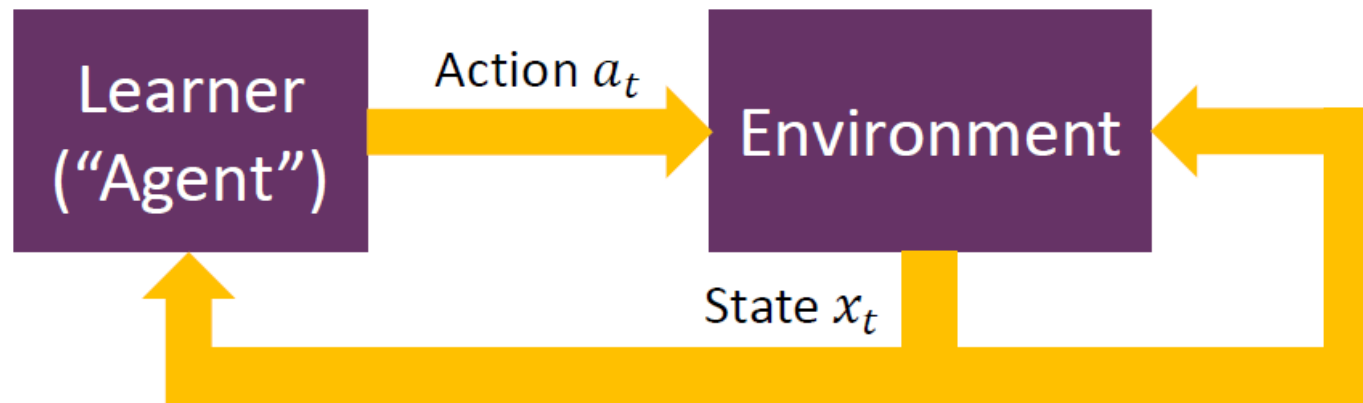 Learner
(“Agent”)
Action $a_t$
Environment
State $x_t$